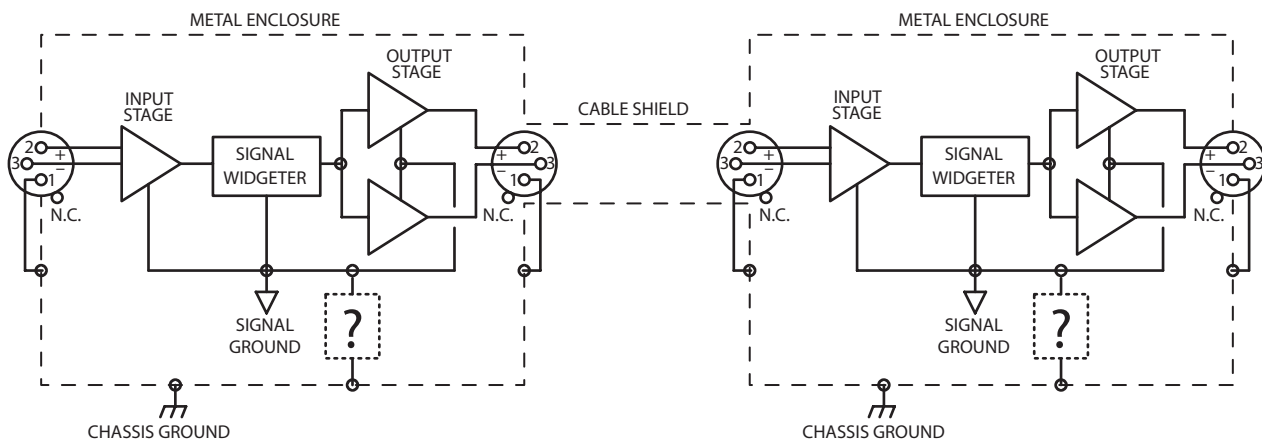 METAL ENCLOSURE
METAL ENCLOSURE
OUTPUT
STAGE
OUTPUT
STAGE
INPUT
STAGE
CABLE SHIELD
INPUT
STAGE
2
3
1
+
−
N.C.
SIGNAL
WIDGETER
+
−
2
3
1
N.C.
2
3
1
+
−
N.C.
SIGNAL
WIDGETER
+
−
2
3
1
N.C.
SIGNAL
GROUND
?
SIGNAL
GROUND
?
CHASSIS GROUND
CHASSIS GROUND